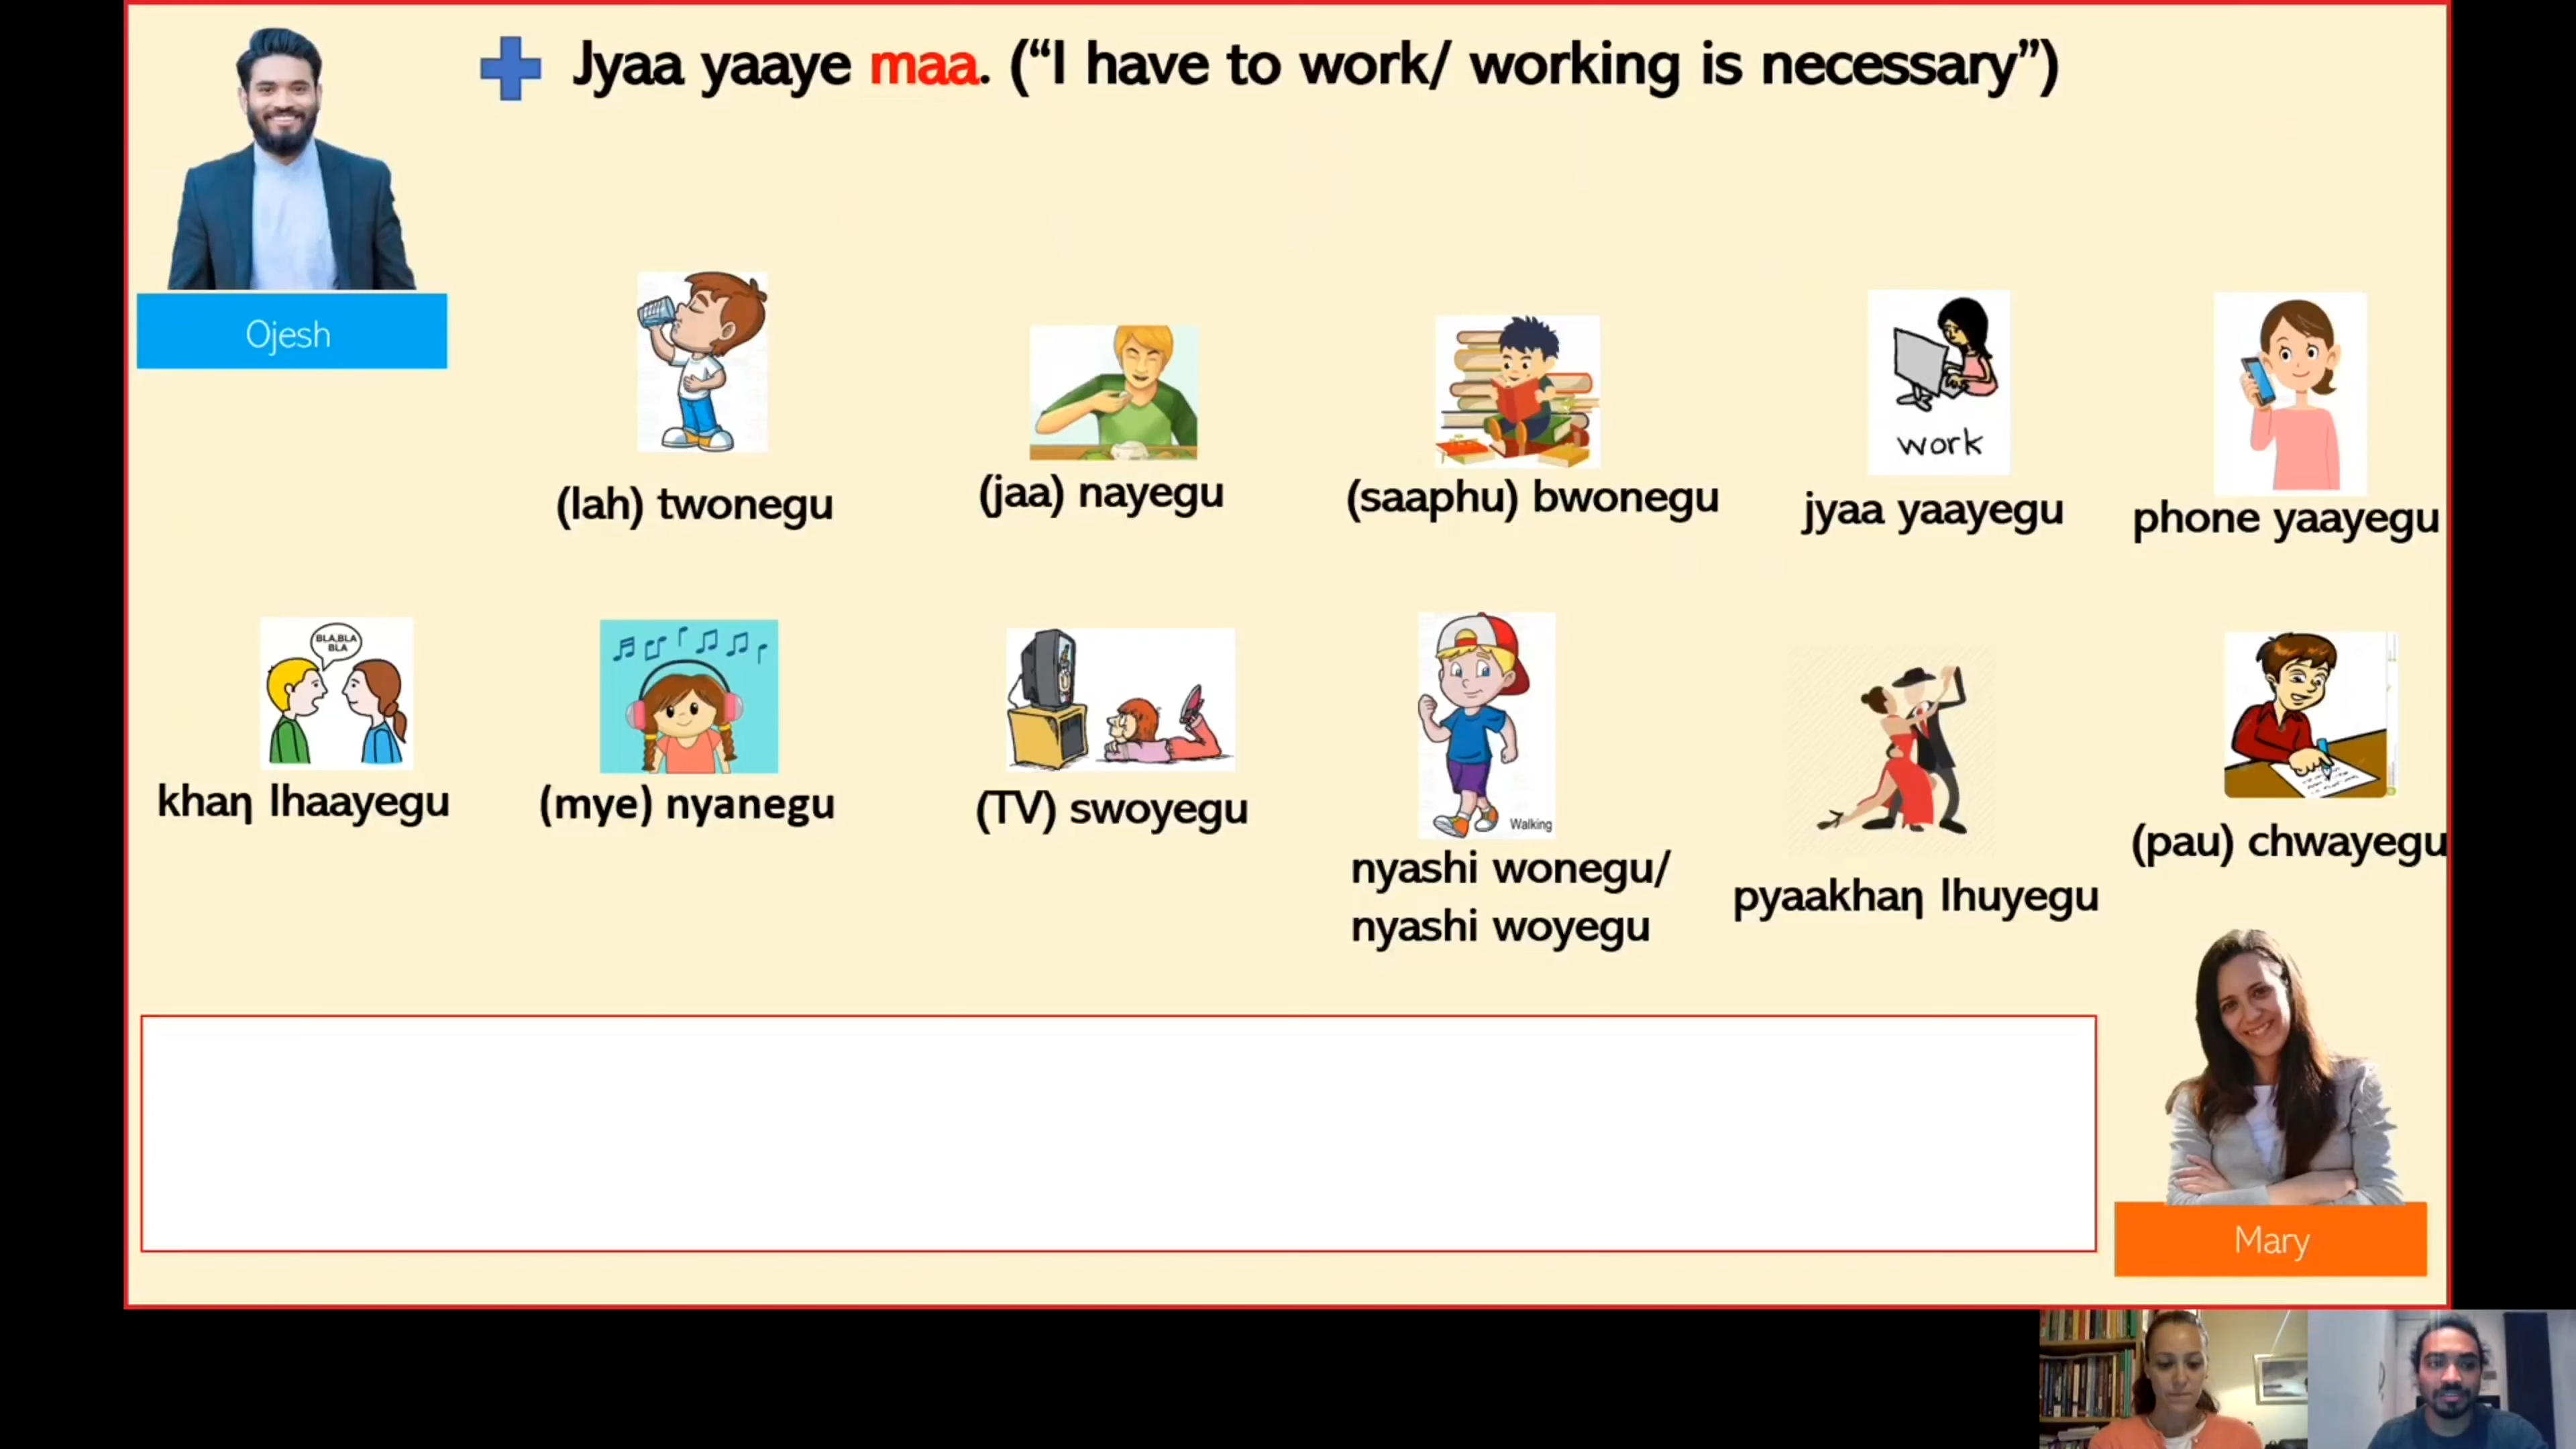 Jyaa yaaye maa. (“I have to work/ working is necessary”)
Ojesh
work
(lah) twonegu
(jaa) nayegu
(saaphu) bwonegu
jyaa yaayegu
phone yaayegu
BLA,BLA
BLA
Walking
khaƞ lhaayegu
(mye) nyanegu
(TV) swoyegu
nyashi wonegu/
nyashi woyegu
pyaakhaƞ lhuyegu
(pau) chwayegu
Mary